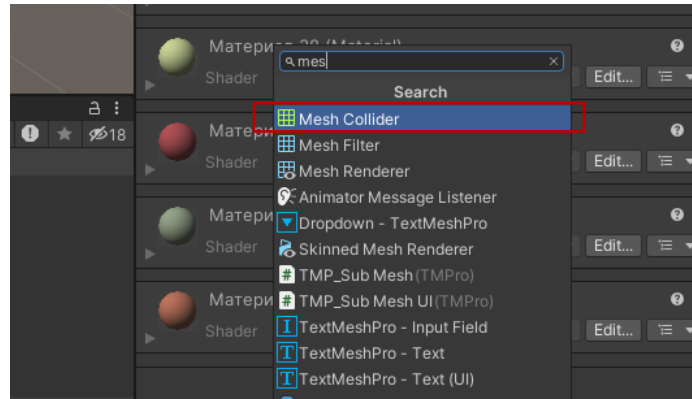 Материал 28 (Material)
mes
Shader
Edit...
Search
18
Матери
Mesh Collider
Mesh Filter
Shader
Edit...
Mesh Renderer
Animator Message Listener
Матери
Dropdown - TextMeshPro
Shader
Skinned Mesh Renderer
Edit...
TMP_Sub Mesh (TMPro)
Матери
TMP_Sub Mesh UI (TMPro)
Shader
TextMeshPro - Input Field
Edit...
TextMeshPro - Text
TextMeshPro - Text (UI)